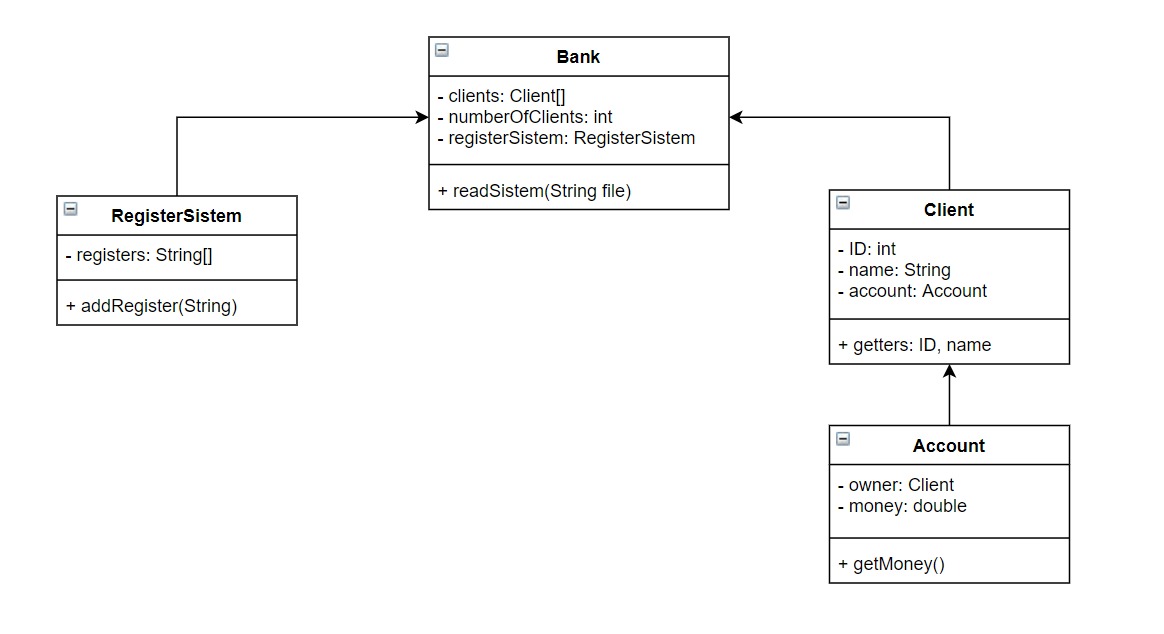 Bank
- clients: Client[]
- numberOfClients: int
- registerSistem: RegisterSistem
+ readSistem(String file)
RegisterSistem
- registers: String[]
+ addRegister(String)
Client
- ID: int
- name: String
- account: Account
+ getters: ID, name
Account
- owner: Client
- money: double
+ getMoney()